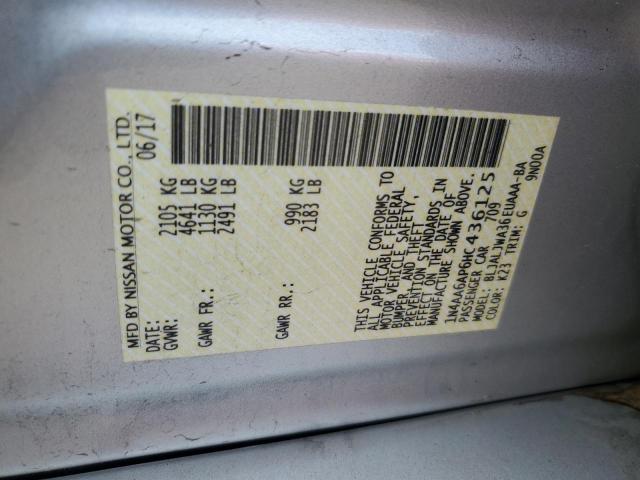 MFD BY NISSAN MOTOR CO., LTD.
DATE: 06/17
GVWR: 2105 KG
4641 LB
GAWR FR: 1130 KG
2491 LB
GAWR RR: 990 KG
2183 LB
THIS VEHICLE CONFORMS TO
ALL APPLICABLE FEDERAL
MOTOR VEHICLE SAFETY,
BUMPER, AND THEFT
PREVENTION STANDARDS IN
EFFECT ON THE DATE OF
MANUFACTURE SHOWN ABOVE.
1N4AA6AP6HC436125
PASSENGER CAR /709
MODEL: BIJALJWA36EUAAA-BA
COLOR: K23 TRIM: G 9N00A